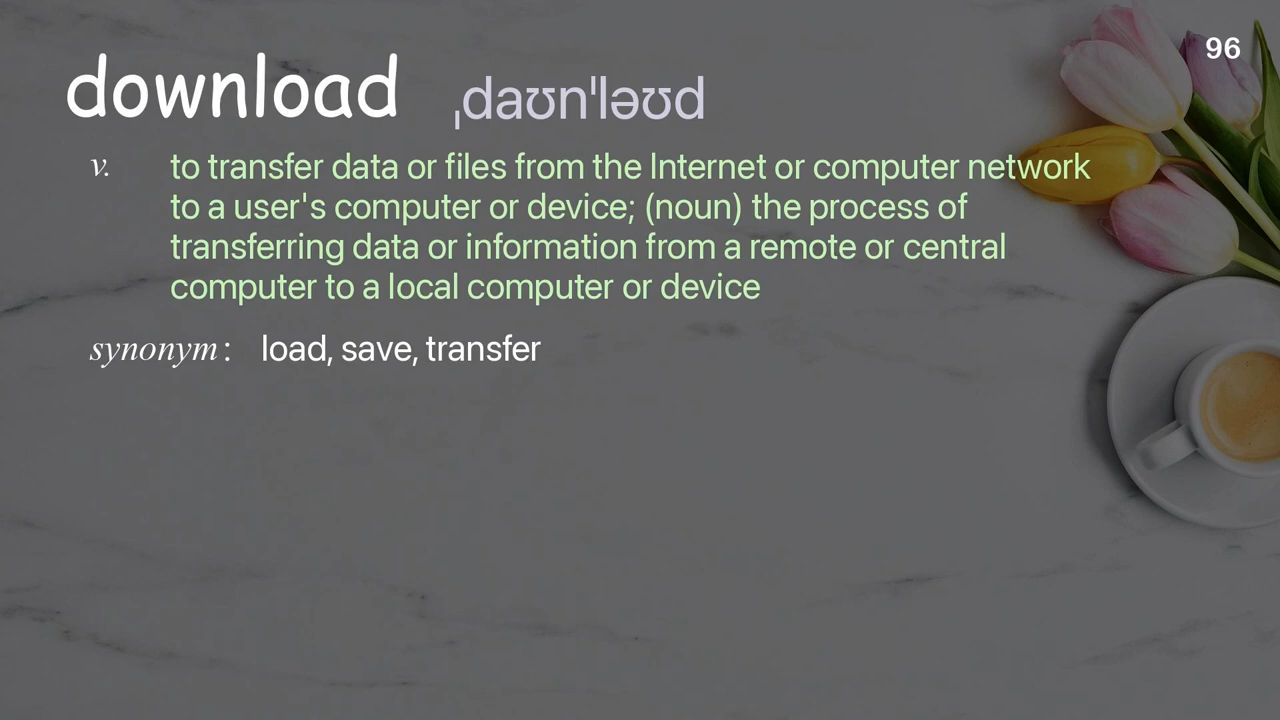 96
download ˌdaʊnˈləʊd
v. to transfer data or files from the Internet or computer network
to a user's computer or device; (noun) the process of
transferring data or information from a remote or central
computer to a local computer or device
synonym: load, save, transfer